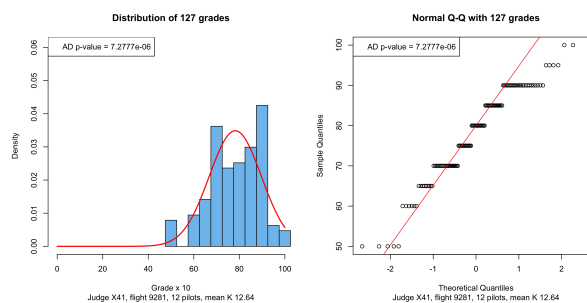 Distribution of 127 grades
AD p-value = 7.2777e-06
Density
0.00
0.01
0.02
0.03
0.04
0.05
0.06
0
20
40
60
80
100
Grade x 10
Judge X41, flight 9281, 12 pilots, mean K 12.64
Normal Q-Q with 127 grades
AD p-value = 7.2777e-06
Sample Quantiles
50
60
70
80
90
100
-2
-1
0
1
2
Theoretical Quantiles
Judge X41, flight 9281, 12 pilots, mean K 12.64